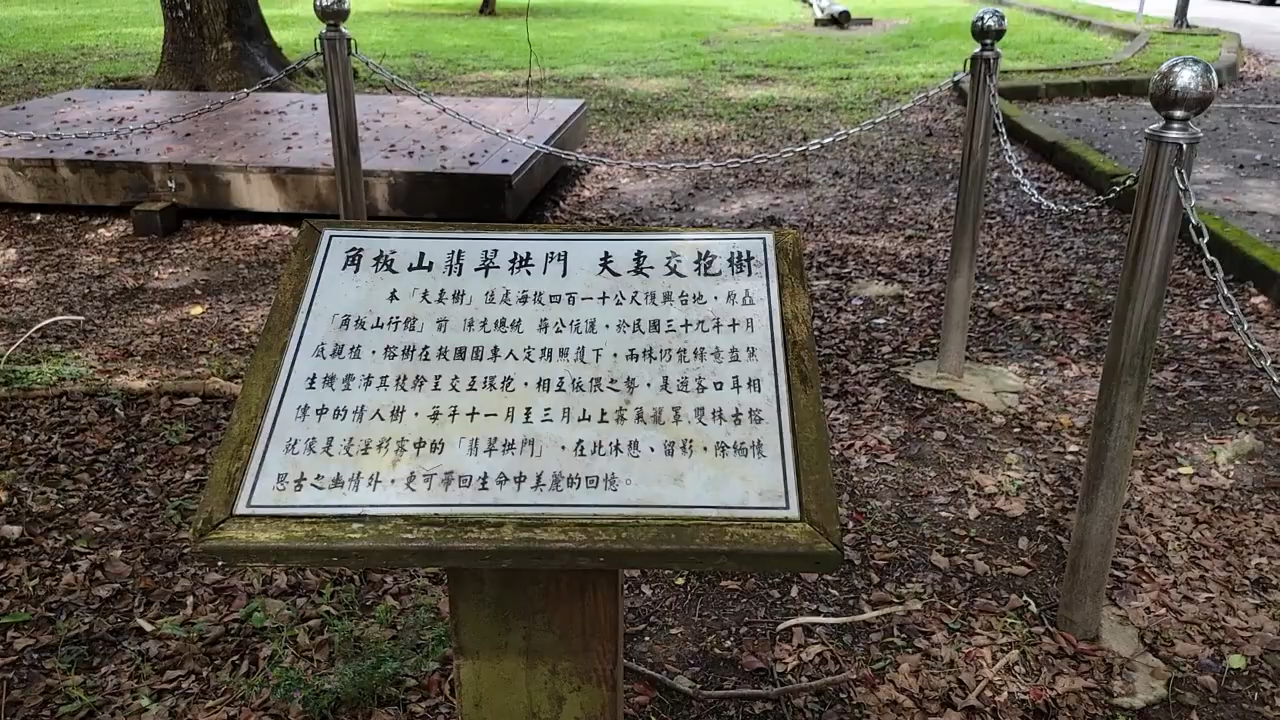 角板山翡翠拱門 夫妻交抱樹
本「夫妻樹」位處海拔四百一十公尺復興台地，原矗
「角板山行館」前 係先總統 蔣公伉儷，於民國三十九年十月
底親植，榕樹在救國團專人定期照護下，兩株仍能綠意盎然
生機豐沛其枝幹呈交互環抱，相互依偎之勢，是遊客口耳相
傳中的情人樹，每年十一月至三月山上霧氣籠罩，雙株古榕
就像是浸淫彩霧中的「翡翠拱門」，在此休憩、留影，除緬懷
思古之幽情外，更可帶回生命中美麗的回憶。